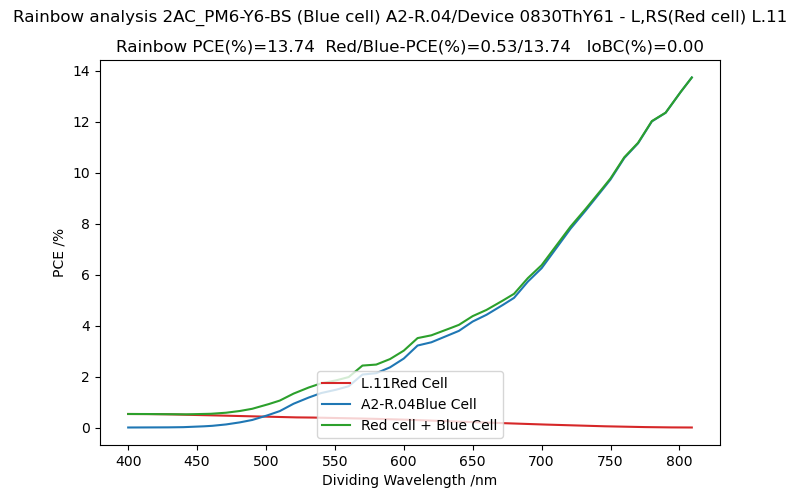 Rainbow analysis 2AC_PM6-Y6-BS (Blue cell) A2-R.04/Device 0830ThY61 - L,RS(Red cell) L.11
Rainbow PCE(%)=13.74  Red/Blue-PCE(%)=0.53/13.74   IoBC(%)=0.00
PCE /%
14
12
10
8
6
4
2
0
L.11Red Cell
A2-R.04Blue Cell
Red cell + Blue Cell
400 450 500 550 600 650 700 750 800
Dividing Wavelength /nm